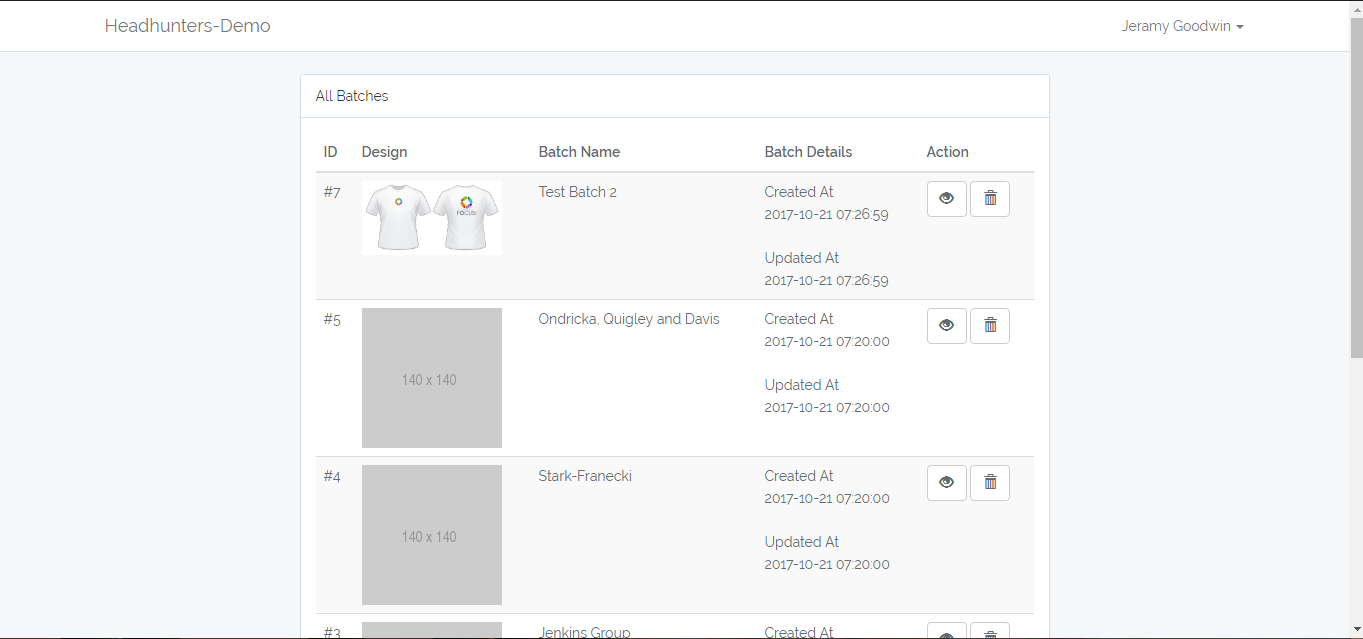 Headhunters-Demo
Jeramy Goodwin
All Batches
ID Design Batch Name Batch Details Action
#7 Test Batch 2 Created At
2017-10-21 07:26:59
FOCUS
Updated At
2017-10-21 07:26:59
#5 Ondricka, Quigley and Davis Created At
2017-10-21 07:20:00
140 x 140
Updated At
2017-10-21 07:20:00
#4 Stark-Franecki Created At
2017-10-21 07:20:00
140 x 140
Updated At
2017-10-21 07:20:00
#3 Jenkins Group Created At